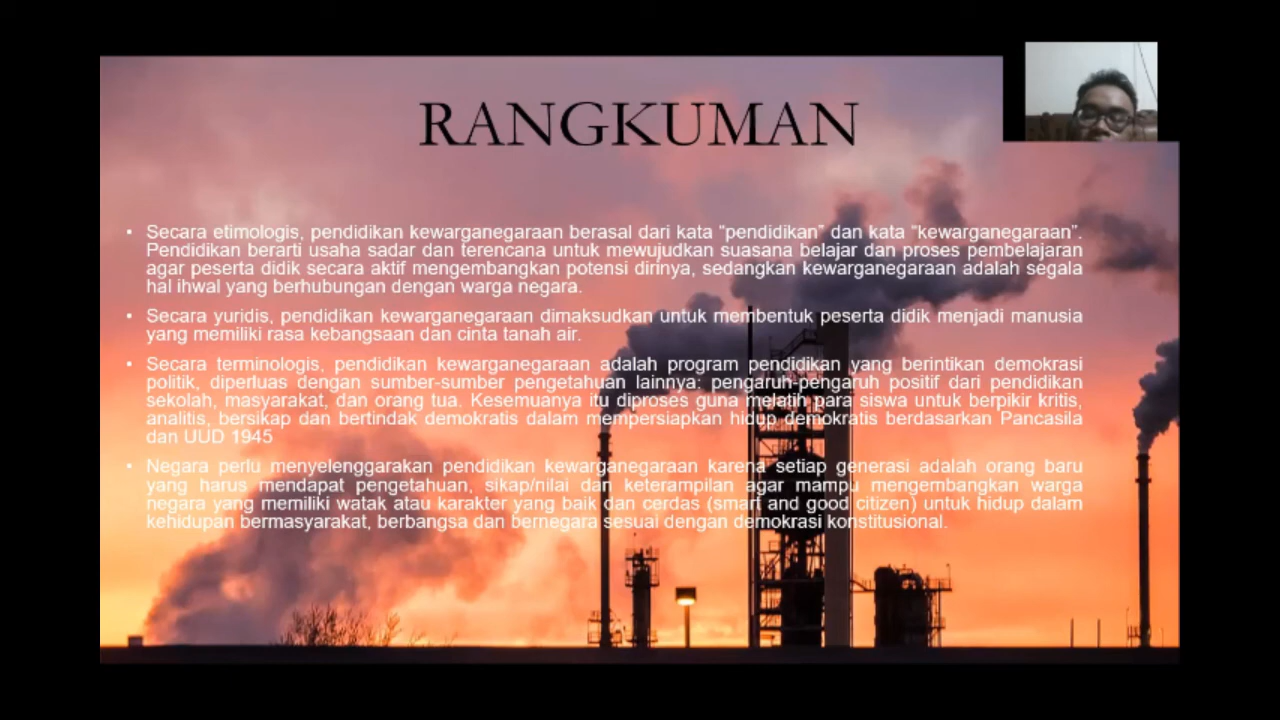 RANGKUMAN
• Secara etimologis, pendidikan kewarganegaraan berasal dari kata "pendidikan" dan kata "kewarganegaraan".
Pendidikan berarti usaha sadar dan terencana untuk mewujudkan suasana belajar dan proses pembelajaran
agar peserta didik secara aktif mengembangkan potensi dirinya, sedangkan kewarganegaraan adalah segala
hal ihwal yang berhubungan dengan warga negara.
• Secara yuridis, pendidikan kewarganegaraan dimaksudkan untuk membentuk peserta didik menjadi manusia
yang memiliki rasa kebangsaan dan cinta tanah air.
• Secara terminologis, pendidikan kewarganegaraan adalah program pendidikan yang berintikan demokrasi
politik, diperluas dengan sumber-sumber pengetahuan lainnya: pengaruh-pengaruh positif dari pendidikan
sekolah, masyarakat, dan orang tua. Kesemuanya itu diproses guna melatih para siswa untuk berpikir kritis,
analitis, bersikap dan bertindak demokratis dalam mempersiapkan hidup demokratis berdasarkan Pancasila
dan UUD 1945
• Negara perlu menyelenggarakan pendidikan kewarganegaraan karena setiap generasi adalah orang baru
yang harus mendapat pengetahuan, sikap/nilai dan keterampilan agar mampu mengembangkan warga
negara yang memiliki watak atau karakter yang baik dan cerdas (smart and good citizen) untuk hidup dalam
kehidupan bermasyarakat, berbangsa dan bernegara sesuai dengan demokrasi konstitusional.